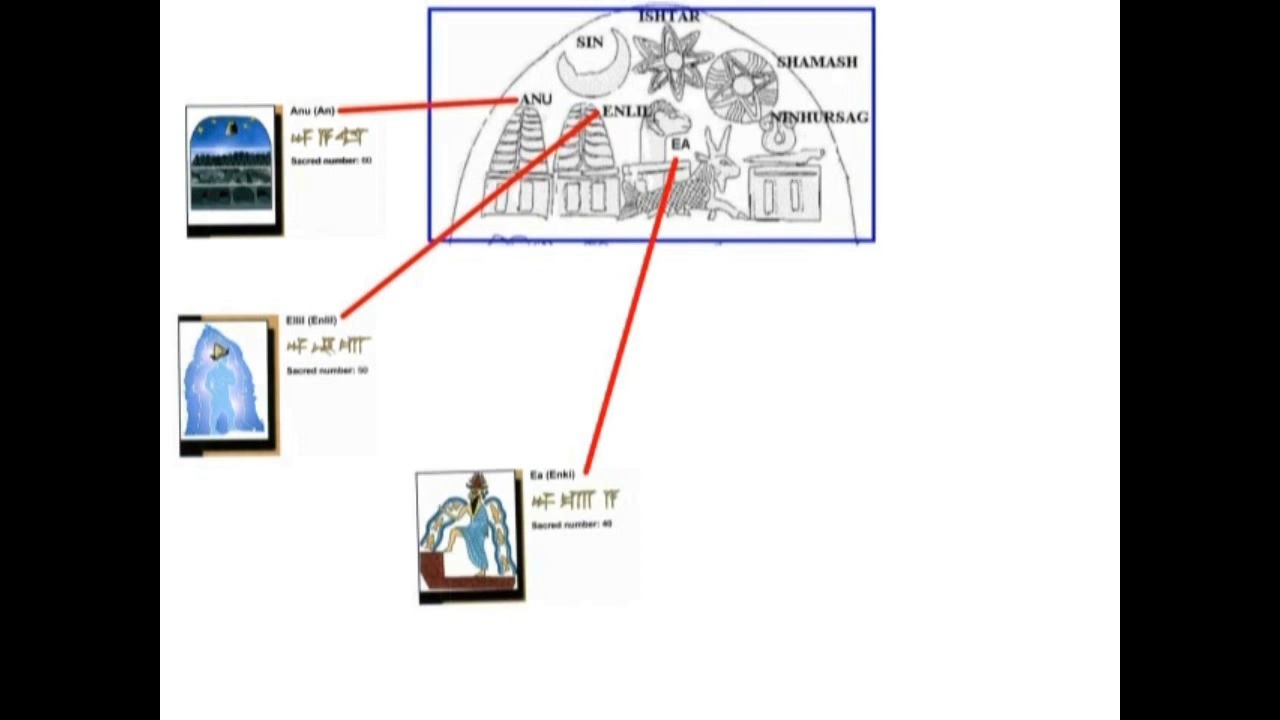 ISHTAR
SIN
SHAMASH
ANU
ENLIL
NINHURSAG
EA
Anu (An)
Sacred number: 60
Ellil (Enlil)
Sacred number: 50
Ea (Enki)
Sacred number: 40